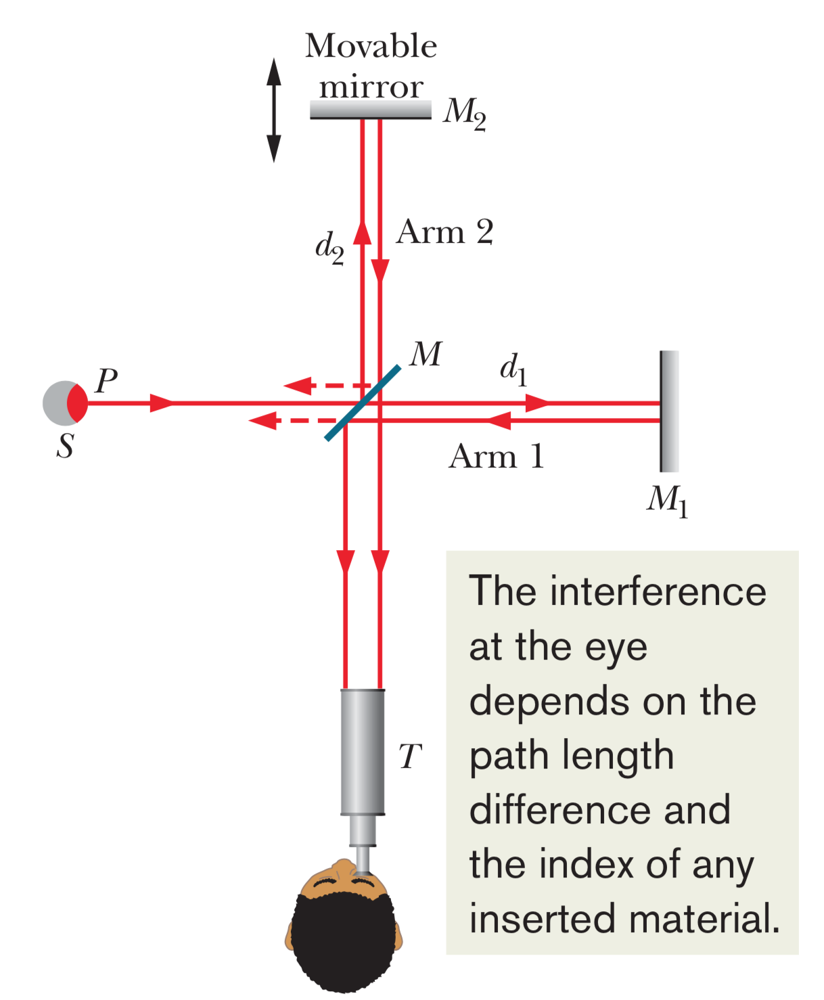 Movable
mirror
M₂
d₂
Arm 2
M
P
d₁
S
Arm 1
M₁
The interference
at the eye
depends on the
path length
difference and
the index of any
inserted material.
T